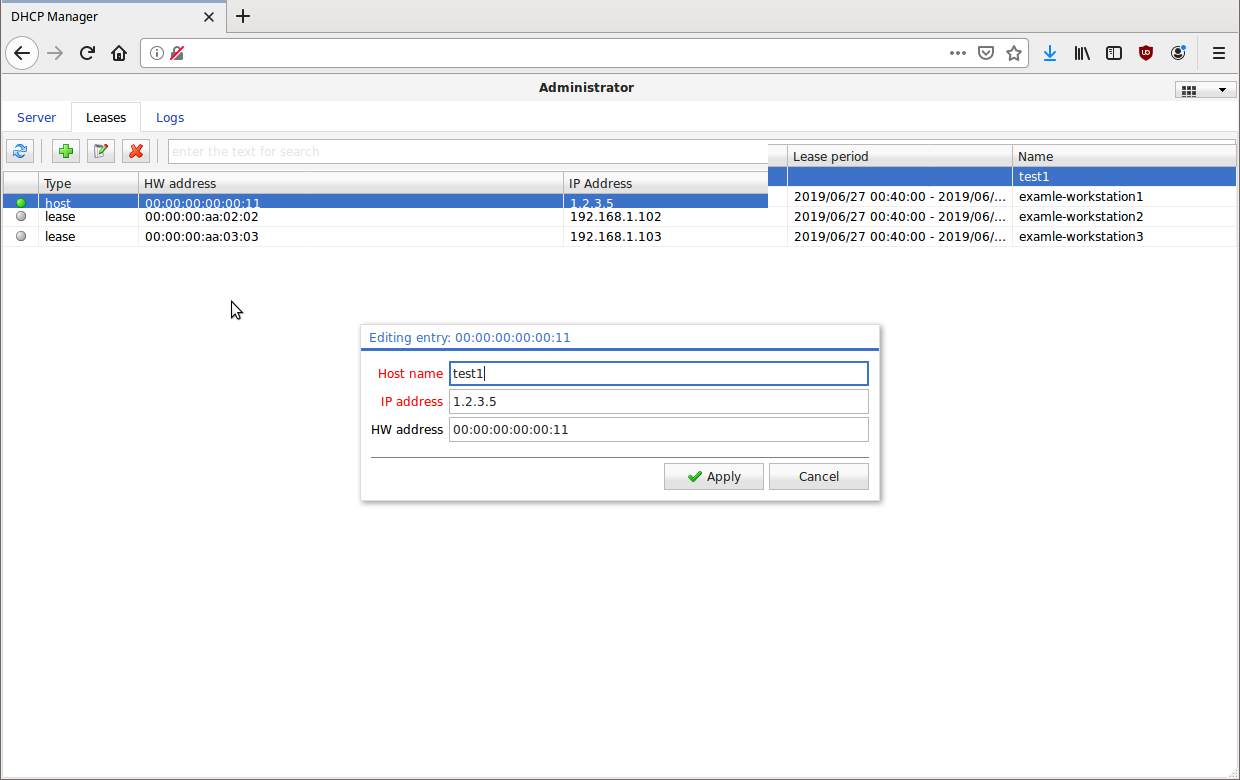 DHCP Manager
Administrator
Server Leases Logs
enter the text for search
Lease period Name
Type HW address IP Address
test1
host 00:00:00:00:00:11 1.2.3.5
2019/06/27 00:40:00 - 2019/06/... examle-workstation1
lease 00:00:00:aa:02:02 192.168.1.102 2019/06/27 00:40:00 - 2019/06/... examle-workstation2
lease 00:00:00:aa:03:03 192.168.1.103 2019/06/27 00:40:00 - 2019/06/... examle-workstation3
Editing entry: 00:00:00:00:00:11
Host name test1
IP address 1.2.3.5
HW address 00:00:00:00:00:11
Apply Cancel